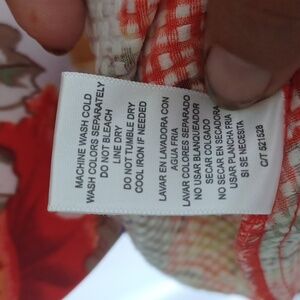 MACHINE WASH COLD
WASH COLORS SEPARATELY
DO NOT BLEACH
LINE DRY
DO NOT TUMBLE DRY
COOL IRON IF NEEDED
LAVAR EN LAVADORA CON
AGUA FRIA
LAVAR COLORES SEPARADO
NO USAR BLANQUEADOR
SECAR COLGADO
NO SECAR EN SECADORA
USAR PLANCHA FRIA
SI SE NECESITA
C/T 521528